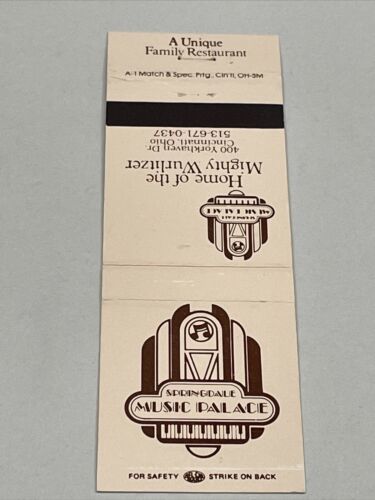 A Unique
Family Restaurant
A-1 Match & Spec. Prtg., Cin'ti, OH-SM
513-671-0437
Cincinnati, Ohio
400 Yorkhaven Dr.
Mighty Wurlitzer
Home of the
MUSIC PALACE
SPRINGDALE
SPRINGDALE
MUSIC PALACE
FOR SAFETY STRIKE ON BACK